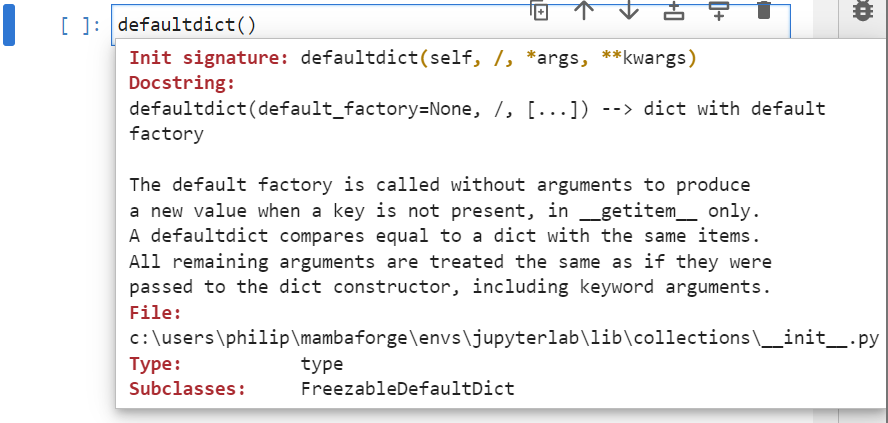 [ ]: defaultdict()
Init signature: defaultdict(self, /, *args, **kwargs)
Docstring:
defaultdict(default_factory=None, /, [...]) --> dict with default
factory
The default factory is called without arguments to produce
a new value when a key is not present, in __getitem__ only.
A defaultdict compares equal to a dict with the same items.
All remaining arguments are treated the same as if they were
passed to the dict constructor, including keyword arguments.
File:
c:\users\philip\mambaforge\envs\jupyterlab\lib\collections\__init__.py
Type: type
Subclasses: FreezableDefaultDict